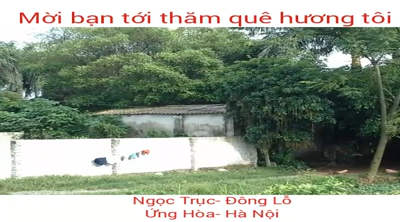 Mời bạn tới thăm quê hương tôi
Ngọc Trục- Đông Lỗ
Ứng Hòa- Hà Nội